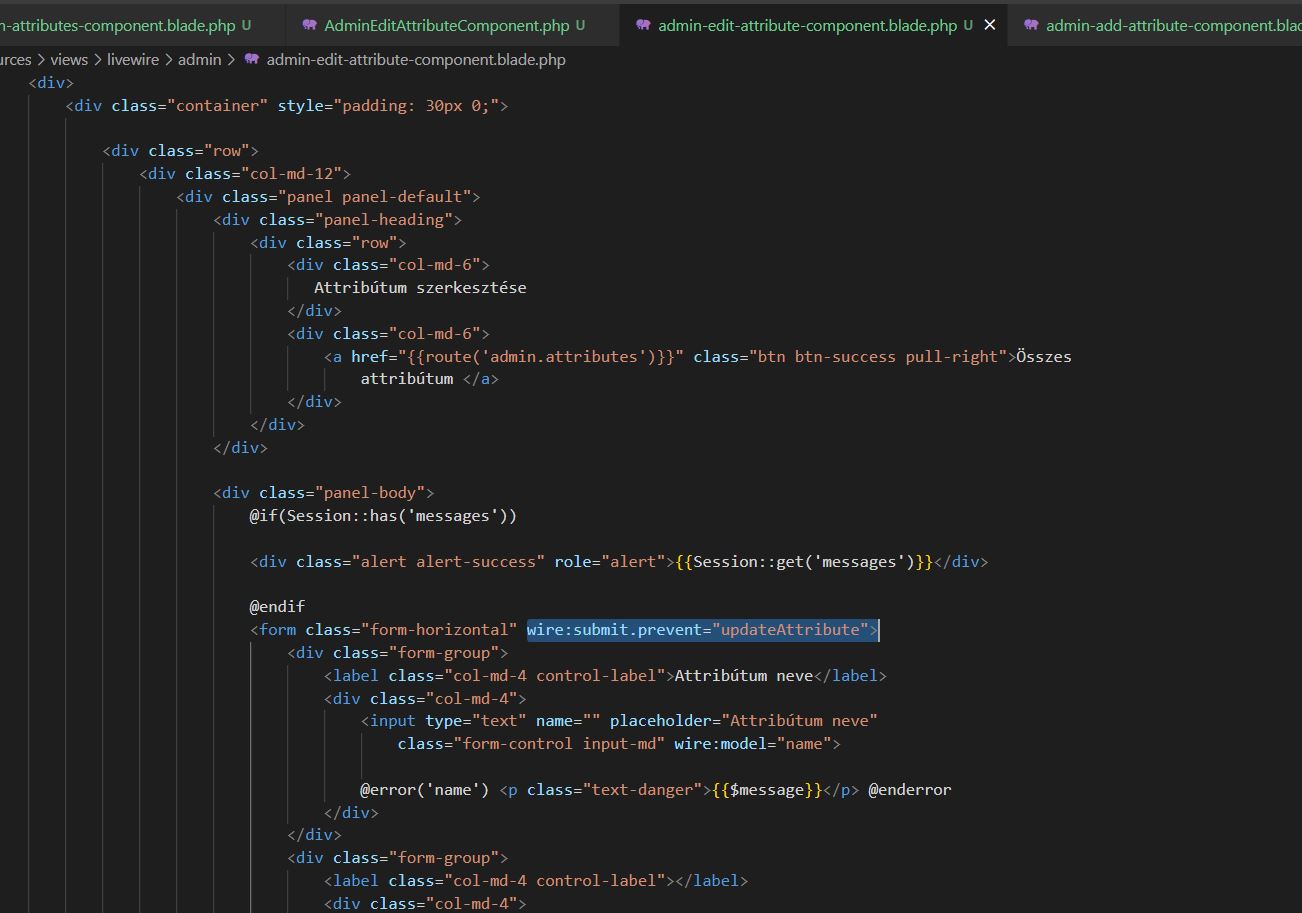 n-attributes-component.blade.php U AdminEditAttributeComponent.php U admin-edit-attribute-component.blade.php U × admin-add-attribute-component.blad
urces > views > livewire > admin > admin-edit-attribute-component.blade.php
<div>
<div class="container" style="padding: 30px 0;">
<div class="row">
<div class="col-md-12">
<div class="panel panel-default">
<div class="panel-heading">
<div class="row">
<div class="col-md-6">
Attribútum szerkesztése
</div>
<div class="col-md-6">
<a href="{{route('admin.attributes')}}" class="btn btn-success pull-right">Összes
attribútum </a>
</div>
</div>
</div>
<div class="panel-body">
@if(Session::has('messages'))
<div class="alert alert-success" role="alert">{{Session::get('messages')}}</div>
@endif
<form class="form-horizontal" wire:submit.prevent="updateAttribute">
<div class="form-group">
<label class="col-md-4 control-label">Attribútum neve</label>
<div class="col-md-4">
<input type="text" name="" placeholder="Attribútum neve"
class="form-control input-md" wire:model="name">
@error('name') <p class="text-danger">{{$message}}</p> @enderror
</div>
</div>
<div class="form-group">
<label class="col-md-4 control-label"></label>
<div class="col-md-4">